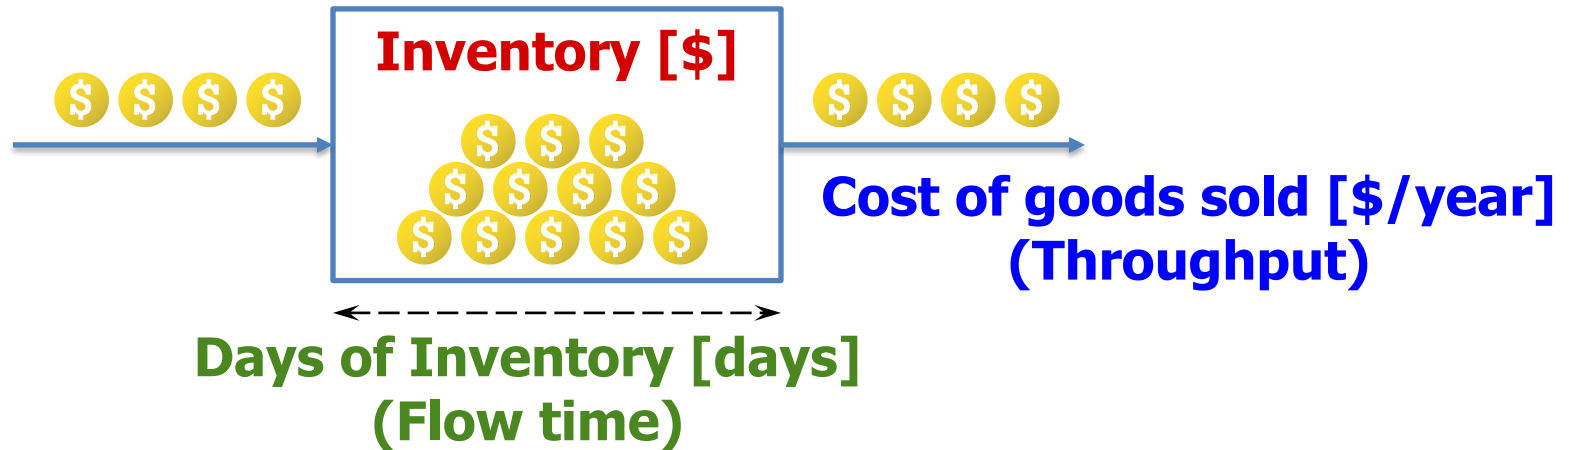 Inventory [$]
$ $ $ $
$ $ $ $
$ $ $
$ $ $ $
$ $ $ $ $
Cost of goods sold [$/year]
(Throughput)
Days of Inventory [days]
(Flow time)